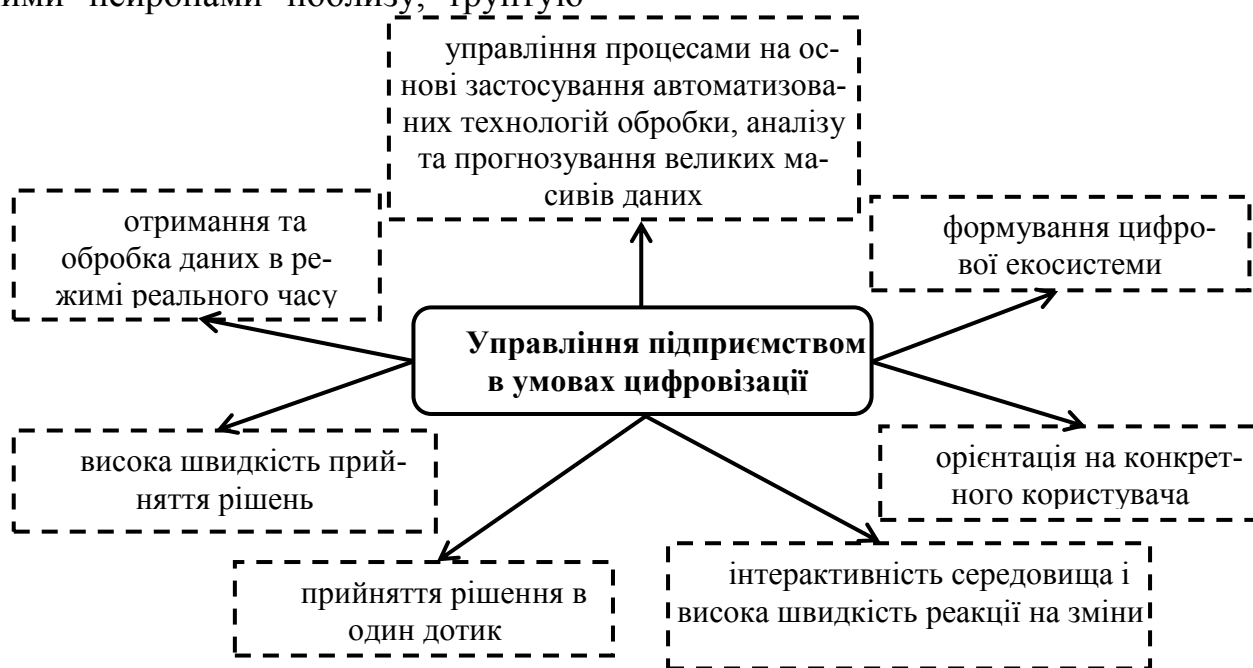 ими нейронами поблизу, ґрунтую
управління процесами на ос-
нові застосування автоматизова-
них технологій обробки, аналізу
та прогнозування великих ма-
сивів даних
отримання та
обробка даних в ре-
жимі реального часу
формування цифро-
вої екосистеми
Управління підприємством
в умовах цифровізації
висока швидкість прий-
няття рішень
орієнтація на конкрет-
ного користувача
прийняття рішення в
один дотик
інтерактивність середовища і
висока швидкість реакції на зміни